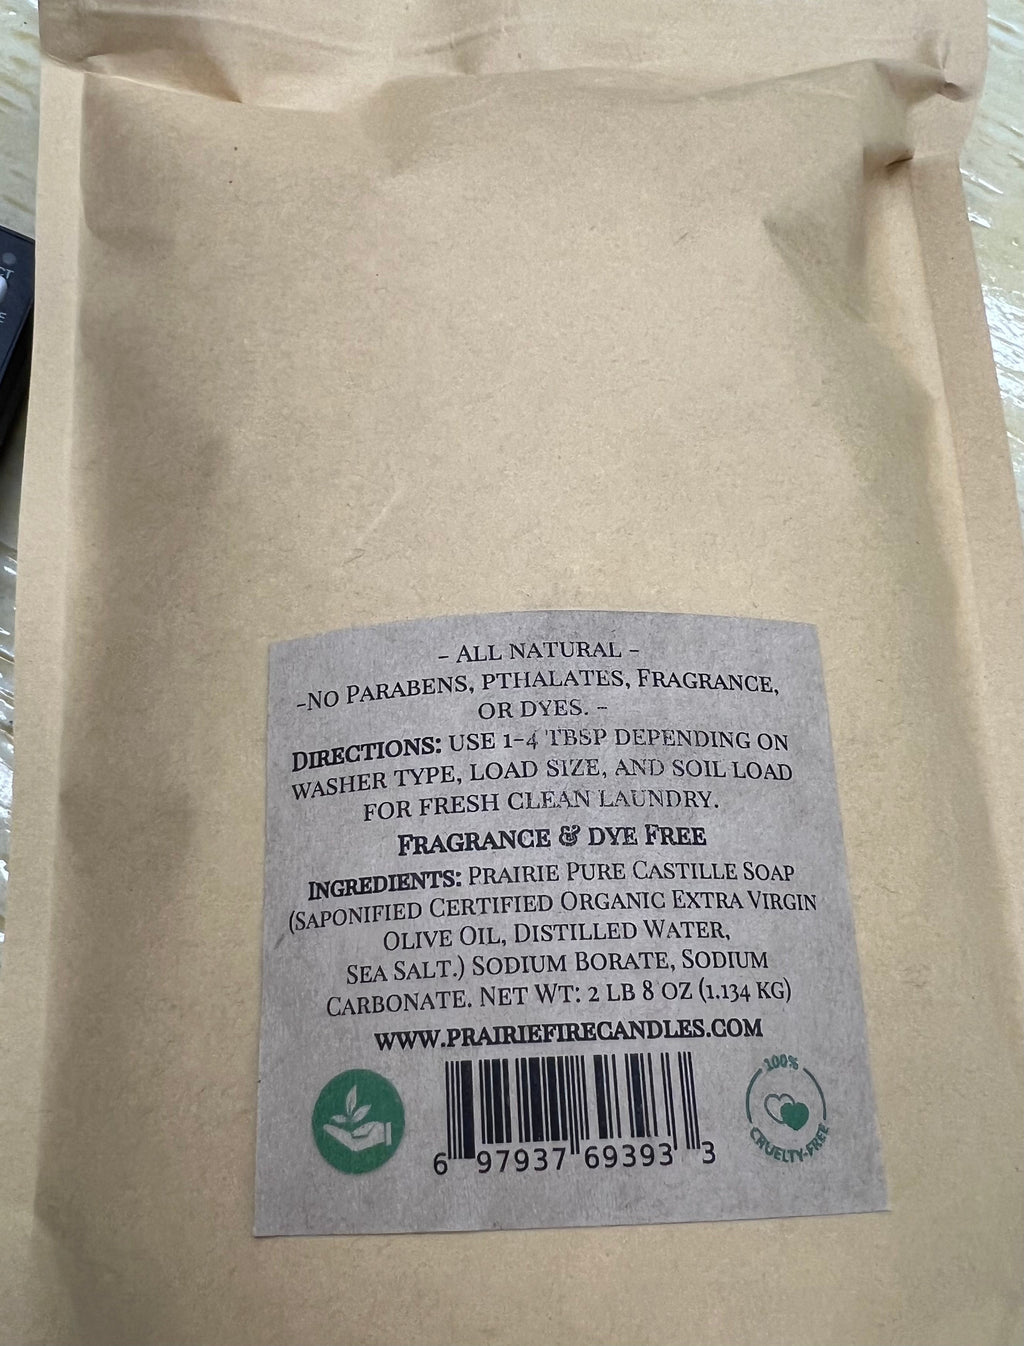 - ALL NATURAL -
-NO PARABENS, PTHALATES, FRAGRANCE,
OR DYES. -
DIRECTIONS: USE 1-4 TBSP DEPENDING ON
WASHER TYPE, LOAD SIZE, AND SOIL LOAD
FOR FRESH CLEAN LAUNDRY.
FRAGRANCE & DYE FREE
INGREDIENTS: PRAIRIE PURE CASTILLE SOAP
(SAPONIFIED CERTIFIED ORGANIC EXTRA VIRGIN
OLIVE OIL, DISTILLED WATER,
SEA SALT.) SODIUM BORATE, SODIUM
CARBONATE. NET WT: 2 LB 8 OZ (1.134 KG)
WWW.PRAIRIEFIRECANDLES.COM
6 97937 69393 3
100%
CRUELTY-FREE